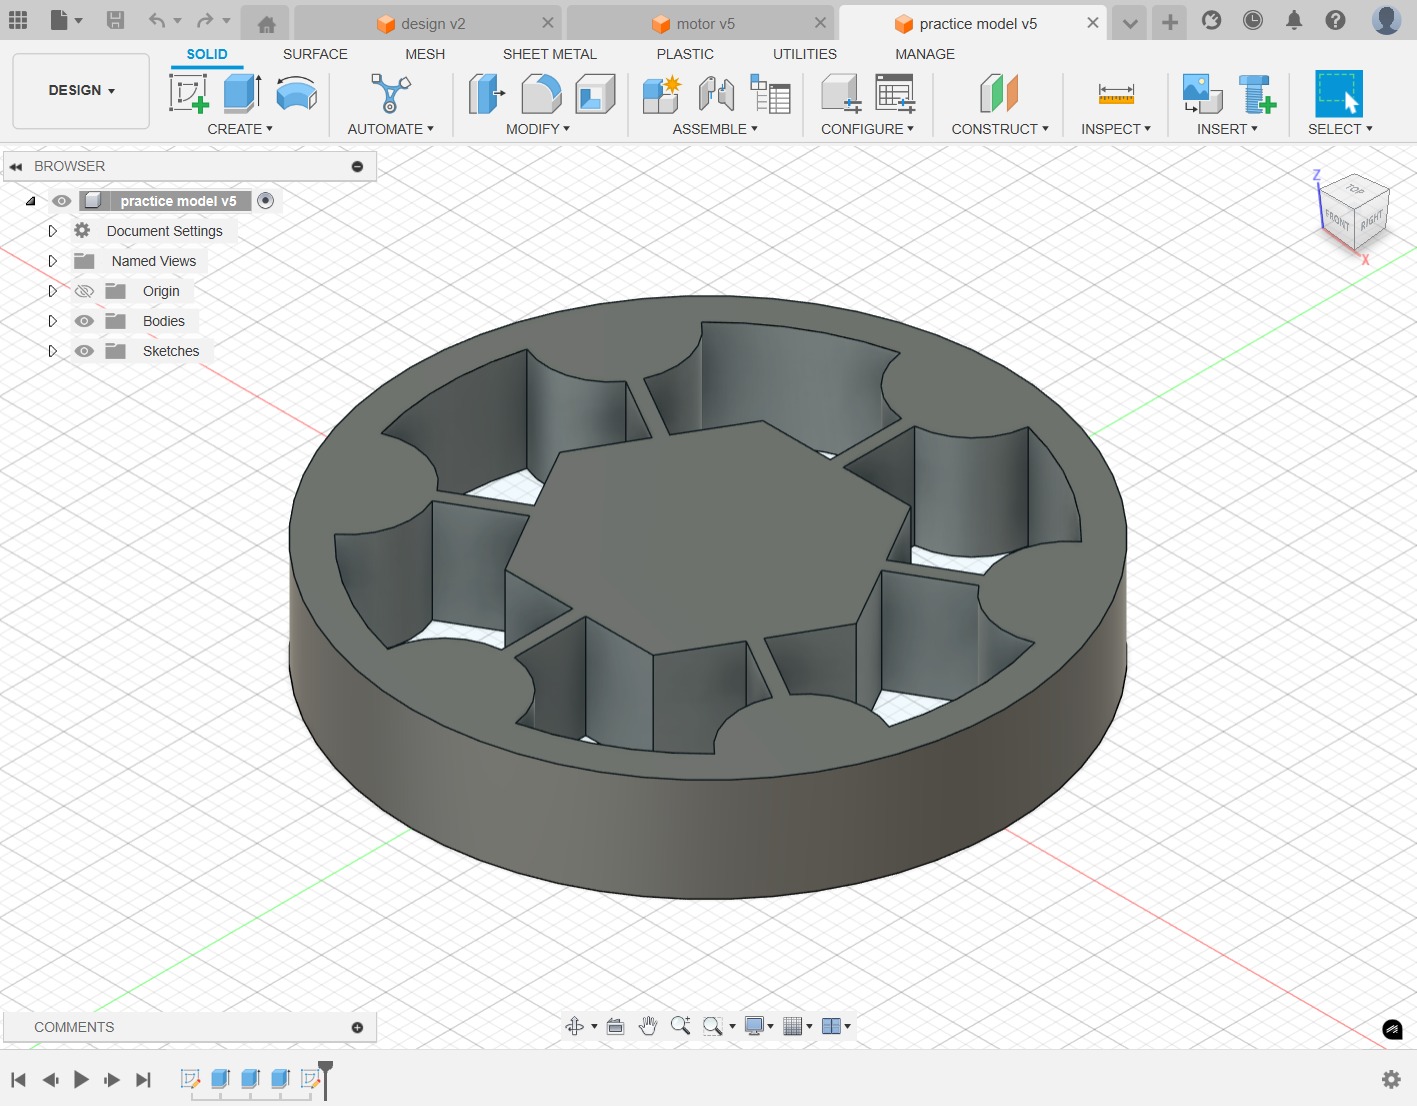 design v2
motor v5
practice model v5
SOLID SURFACE MESH SHEET METAL PLASTIC UTILITIES MANAGE
DESIGN
CREATE AUTOMATE MODIFY ASSEMBLE CONFIGURE CONSTRUCT INSPECT INSERT SELECT
BROWSER
practice model v5
Document Settings
Named Views
Origin
Bodies
Sketches
Z
TOP
FRONT
RIGHT
X
COMMENTS